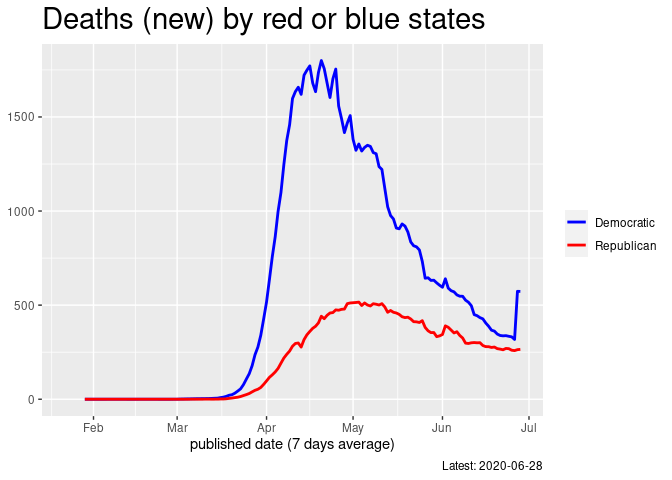 Deaths (new) by red or blue states
1500
1000
500
0
Feb Mar Apr May Jun Jul
published date (7 days average)
Democratic
Republican
Latest: 2020-06-28